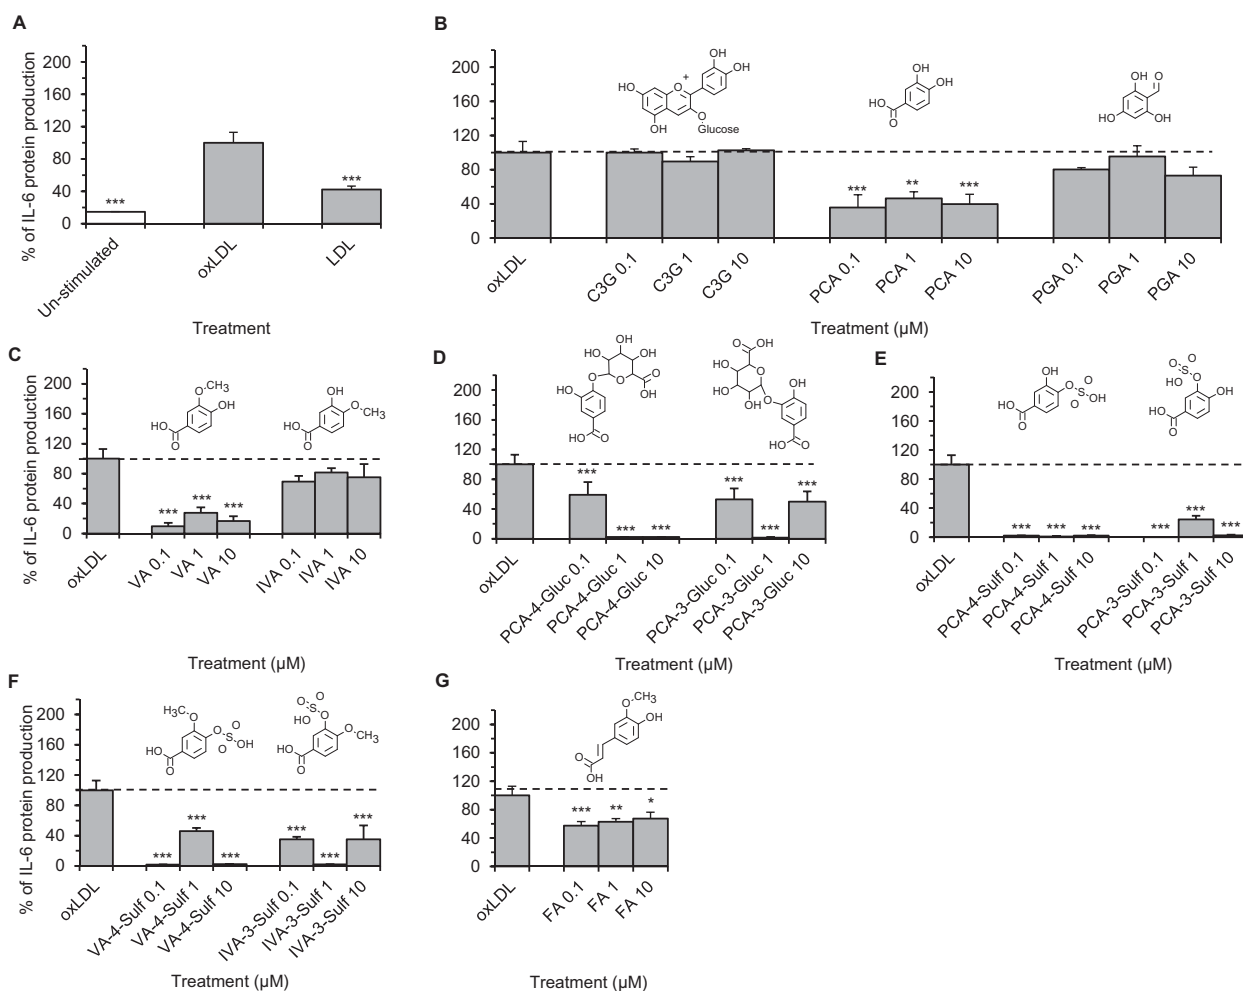 A
% of IL-6 protein production
200
160
120
80
40
0
***
***
Un-stimulated
oxLDL
LDL
Treatment
B
200
160
120
80
40
0
HO
O
+
OH
OH
OH
O
Glucose
OH
OH
HO
O
OH
O
HO
OH
***
**
***
oxLDL
C3G 0.1
C3G 1
C3G 10
PCA 0.1
PCA 1
PCA 10
PGA 0.1
PGA 1
PGA 10
Treatment (μM)
C
% of IL-6 protein production
200
160
120
80
40
0
O
CH3
OH
HO
O
OH
O
CH3
HO
O
***
***
***
oxLDL
VA 0.1
VA 1
VA 10
IVA 0.1
IVA 1
IVA 10
Treatment (μM)
D
200
160
120
80
40
0
OH
HO
OH
O
O
O
HO
OH
HO
O
O
OH
HO
O
HO
OH
O
OH
HO
O
***
***
***
***
***
***
oxLDL
PCA-4-Gluc 0.1
PCA-4-Gluc 1
PCA-4-Gluc 10
PCA-3-Gluc 0.1
PCA-3-Gluc 1
PCA-3-Gluc 10
Treatment (μM)
E
200
160
120
80
40
0
OH
O
O
S
OH
O
HO
O
O
S
O
HO
O
OH
HO
O
***
***
***
***
***
***
oxLDL
PCA-4-Sulf 0.1
PCA-4-Sulf 1
PCA-4-Sulf 10
PCA-3-Sulf 0.1
PCA-3-Sulf 1
PCA-3-Sulf 10
Treatment (μM)
F
% of IL-6 protein production
200
160
120
80
40
0
H3C
O
O
O
S
OH
O
HO
O
O
S
O
HO
O
O
CH3
HO
O
***
***
***
***
***
***
oxLDL
VA-4-Sulf 0.1
VA-4-Sulf 1
VA-4-Sulf 10
IVA-3-Sulf 0.1
IVA-3-Sulf 1
IVA-3-Sulf 10
Treatment (μM)
G
200
160
120
80
40
0
O
CH3
OH
O
OH
***
**
*
oxLDL
FA 0.1
FA 1
FA 10
Treatment (μM)